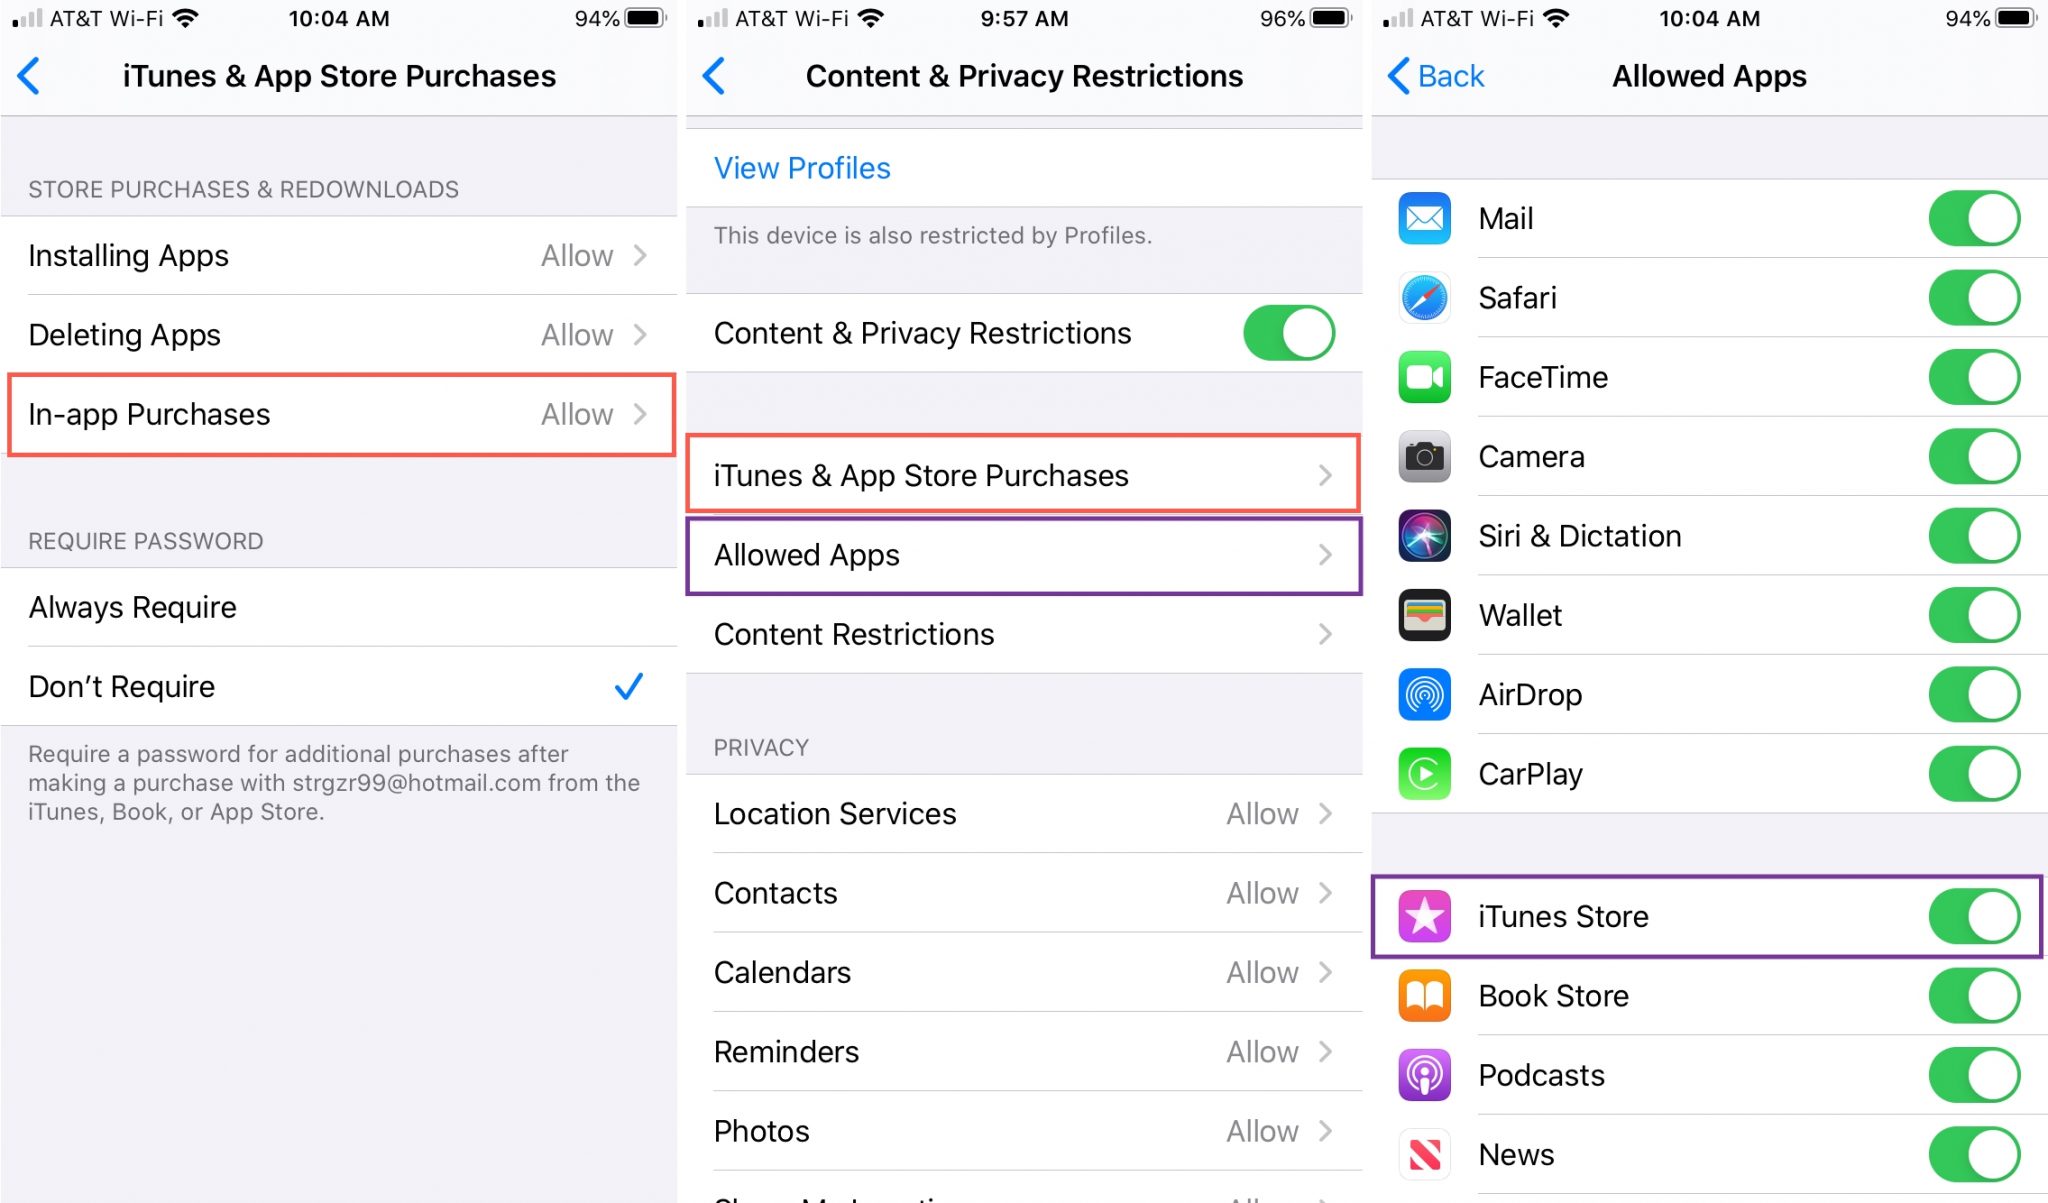 AT&T Wi-Fi 10:04 AM 94%
iTunes & App Store Purchases
STORE PURCHASES & REDOWNLOADS
Installing Apps Allow
Deleting Apps Allow
In-app Purchases Allow
REQUIRE PASSWORD
Always Require
Don’t Require
Require a password for additional purchases after
making a purchase with strgzr99@hotmail.com from the
iTunes, Book, or App Store.
AT&T Wi-Fi 9:57 AM 96%
Content & Privacy Restrictions
View Profiles
This device is also restricted by Profiles.
Content & Privacy Restrictions
iTunes & App Store Purchases
Allowed Apps
Content Restrictions
PRIVACY
Location Services Allow
Contacts Allow
Calendars Allow
Reminders Allow
Photos Allow
AT&T Wi-Fi 10:04 AM 94%
Back Allowed Apps
Mail
Safari
FaceTime
Camera
Siri & Dictation
Wallet
AirDrop
CarPlay
iTunes Store
Book Store
Podcasts
News